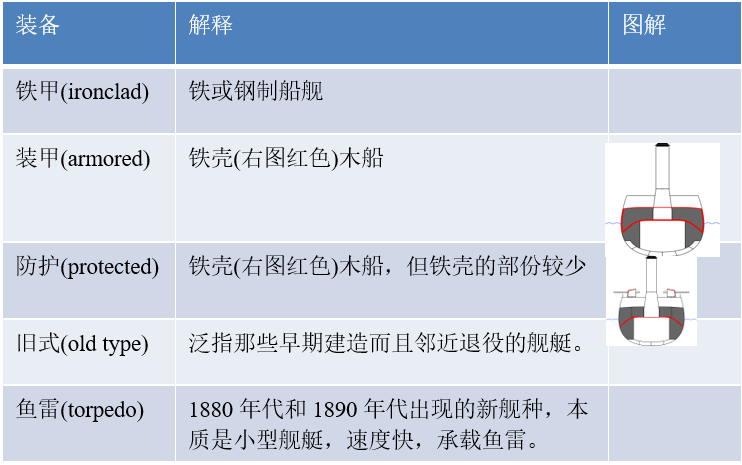 装备 解释 图解
铁甲(ironclad) 铁或钢制船舰
装甲(armored) 铁壳(右图红色)木船
防护(protected) 铁壳(右图红色)木船，但铁壳的部份较少
旧式(old type) 泛指那些早期建造而且邻近退役的舰艇。
鱼雷(torpedo) 1880 年代和 1890 年代出现的新舰种，本
质是小型舰艇，速度快，承载鱼雷。